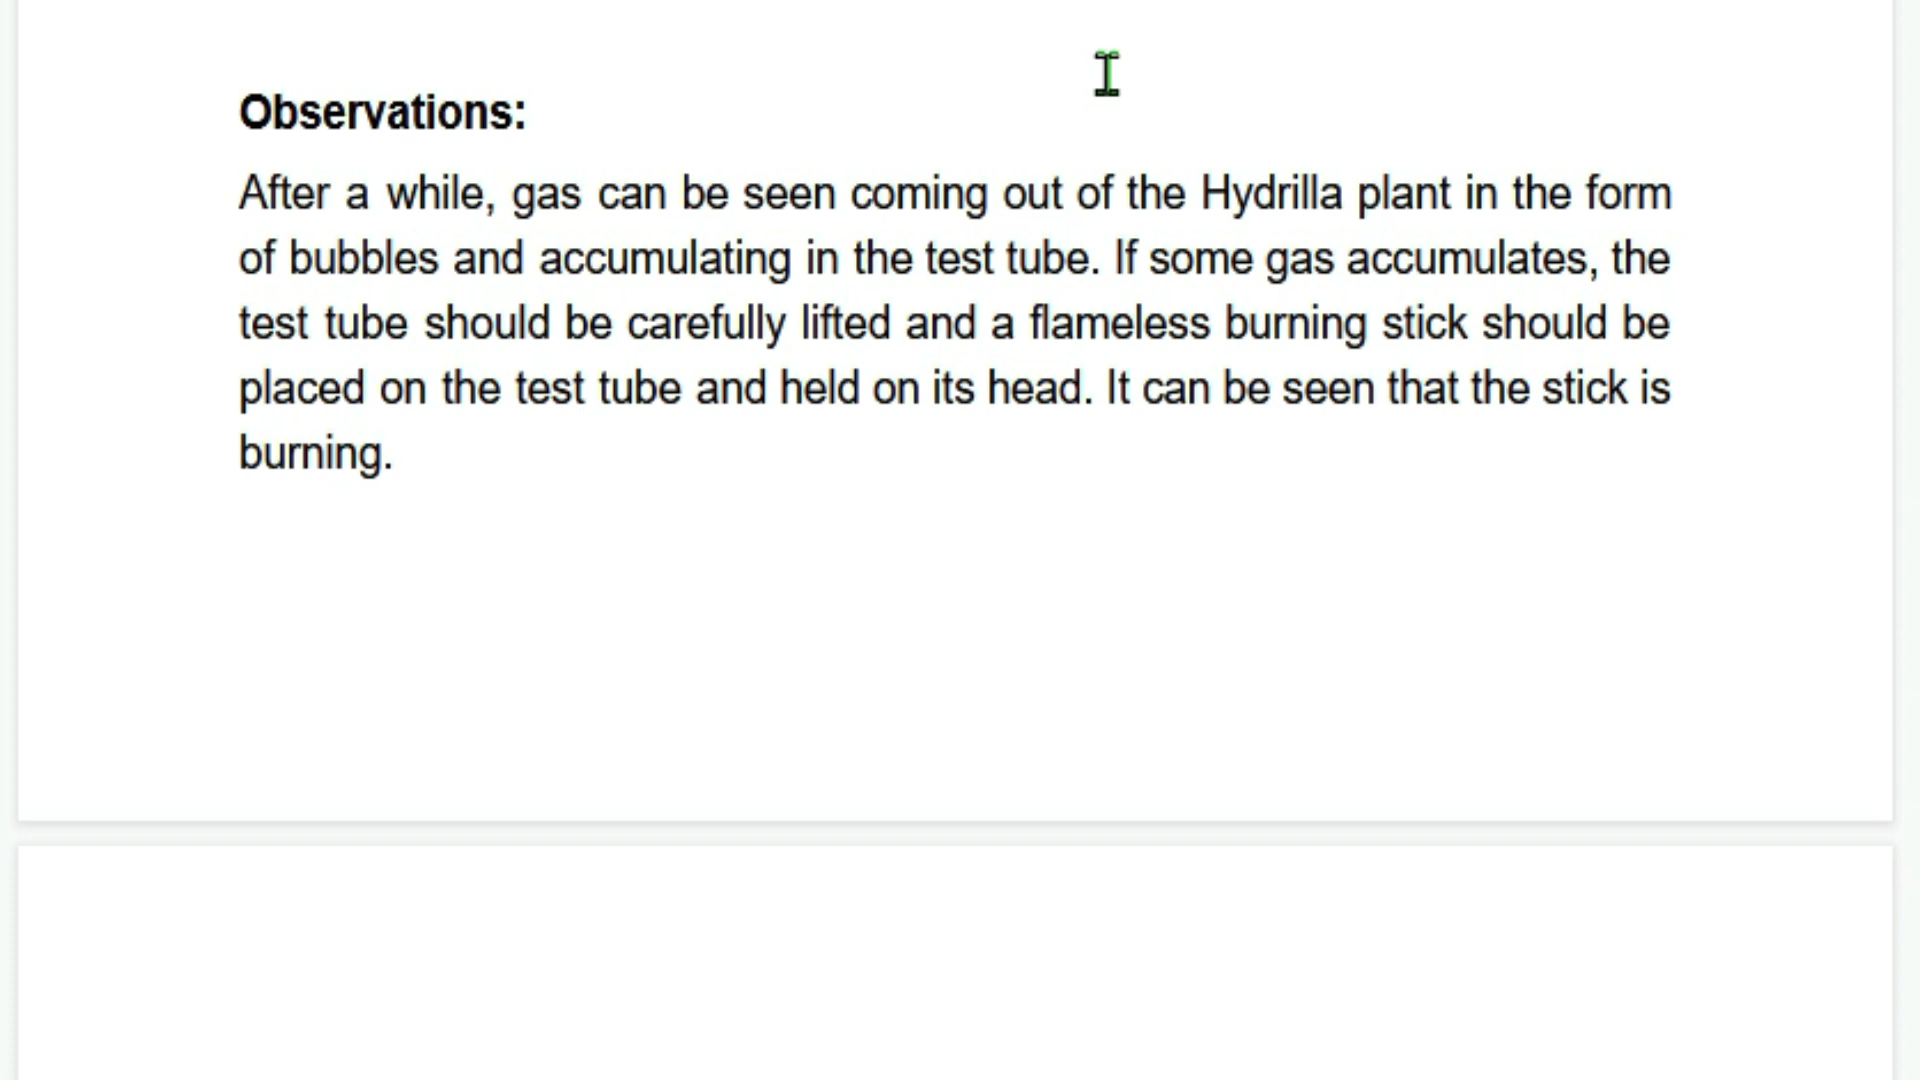 Observations:
After a while, gas can be seen coming out of the Hydrilla plant in the form
of bubbles and accumulating in the test tube. If some gas accumulates, the
test tube should be carefully lifted and a flameless burning stick should be
placed on the test tube and held on its head. It can be seen that the stick is
burning.